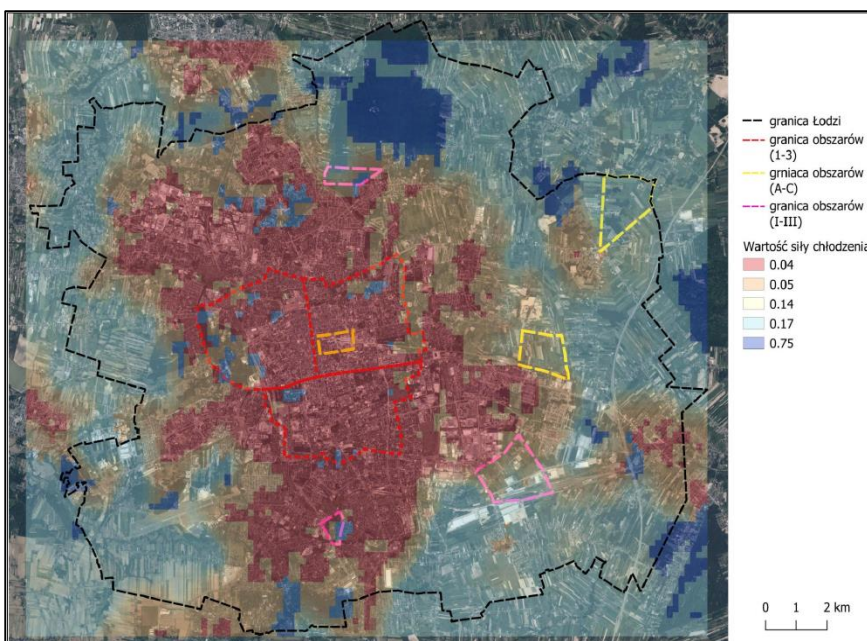 granica Łodzi
granica obszarów
(1-3)
grniaca obszarów
(A-C)
granica obszarów
(I-III)
Wartość siły chłodzenia
0.04
0.05
0.14
0.17
0.75
0 1 2 km